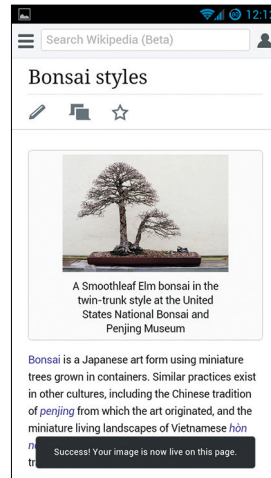 12:12
Search Wikipedia (Beta)
Bonsai styles
A Smoothleaf Elm bonsai in the
twin-trunk style at the United
States National Bonsai and
Penjing Museum
Bonsai is a Japanese art form using miniature
trees grown in containers. Similar practices exist
in other cultures, including the Chinese tradition
of penjing from which the art originated, and the
miniature living landscapes of Vietnamese hòn
Success! Your image is now live on this page.